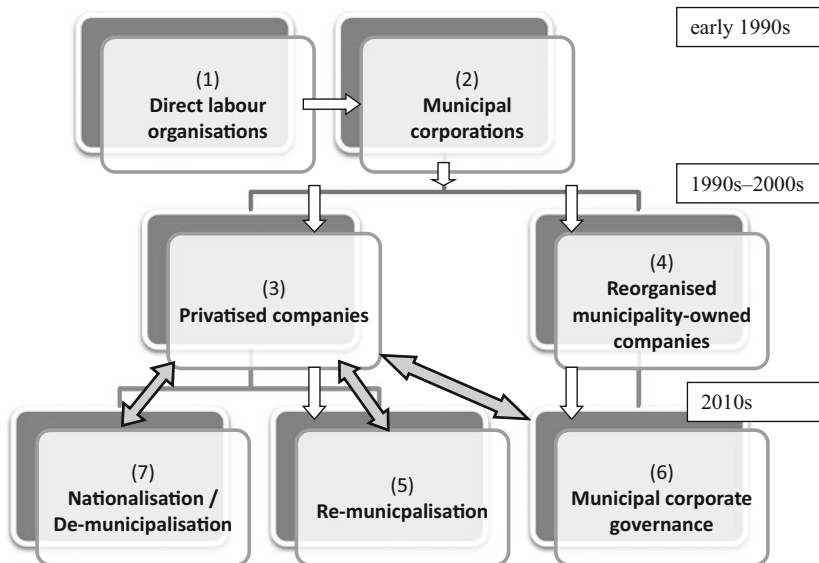 early 1990s
(1)
Direct labour
organisations
(2)
Municipal
corporations
1990s–2000s
(3)
Privatised companies
(4)
Reorganised
municipality-owned
companies
2010s
(7)
Nationalisation /
De-municipalisation
(5)
Re-municpalisation
(6)
Municipal corporate
governance